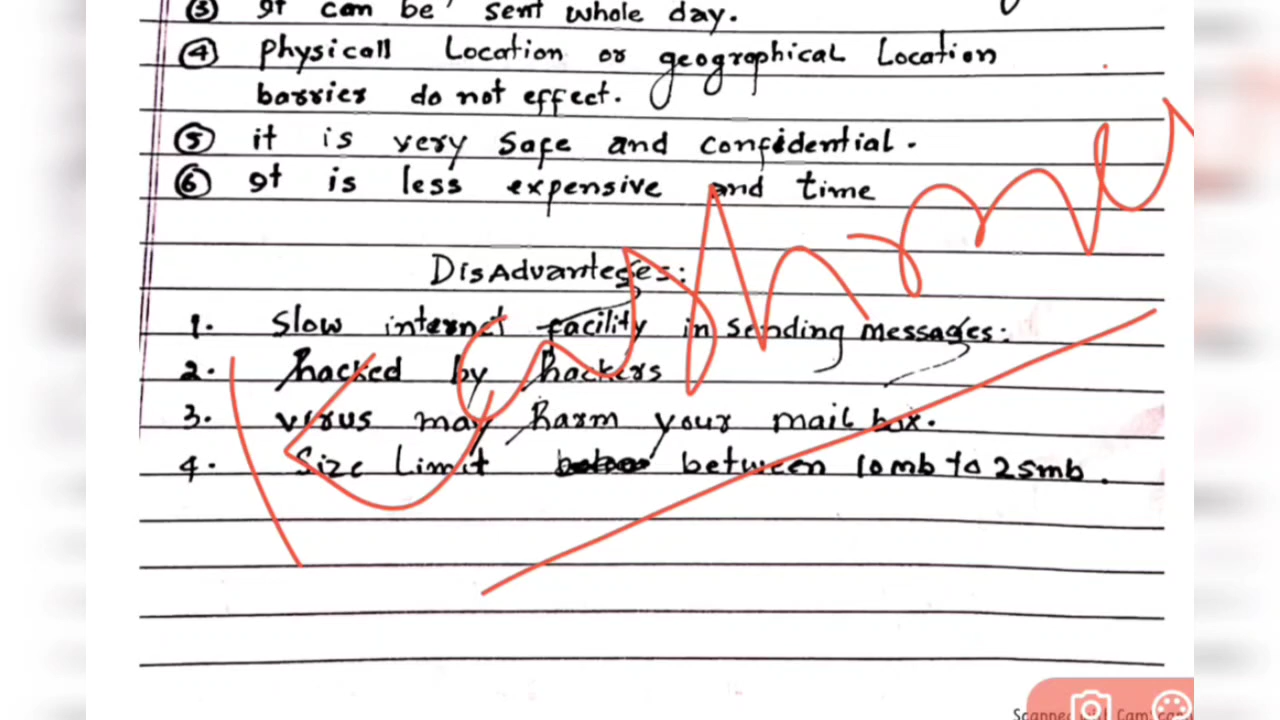 ③ It can be sent whole day.
④ physicall Location or geographical Location
barrier do not effect.
⑤ it is very safe and confidential.
⑥ It is less expensive and time
DisAdvanteges:
1. Slow internet facility in sending messages:
2. hacked by hackers
3. virus may harm your mail box.
4. Size Limit between 10mb to 25mb.
Scanned